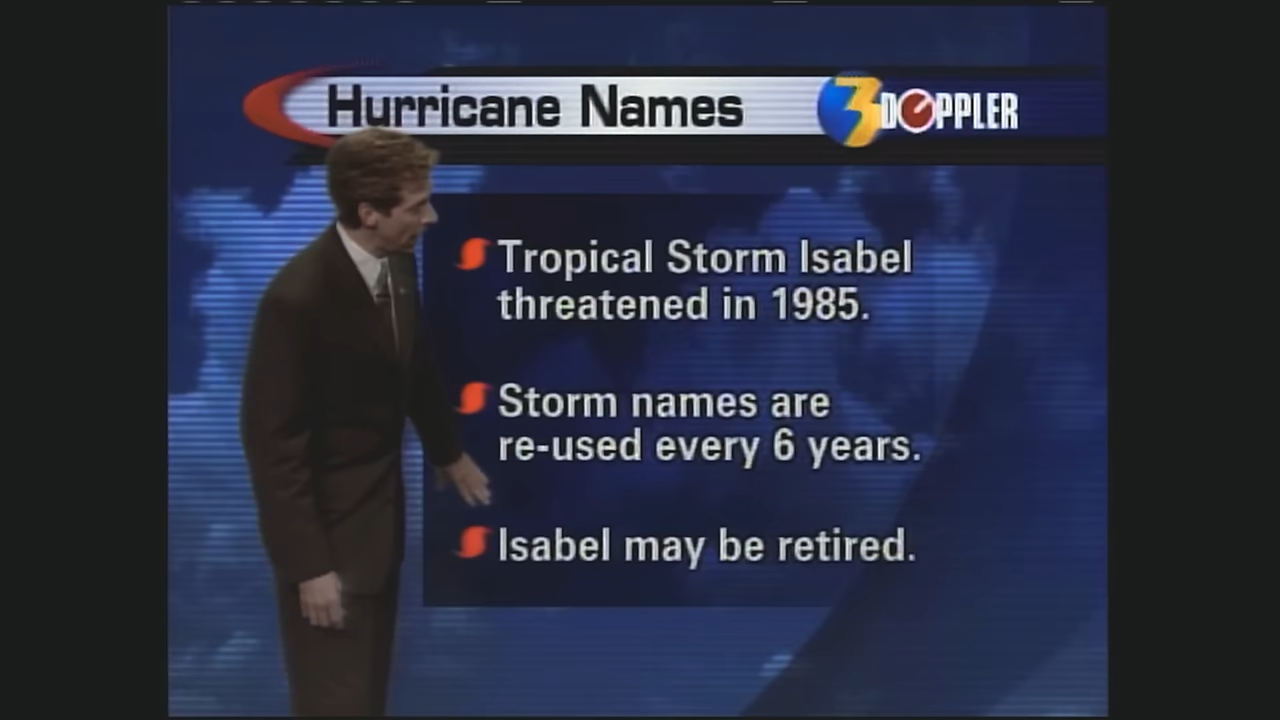 Hurricane Names
3 DOPPLER
Tropical Storm Isabel
threatened in 1985.
Storm names are
re-used every 6 years.
Isabel may be retired.